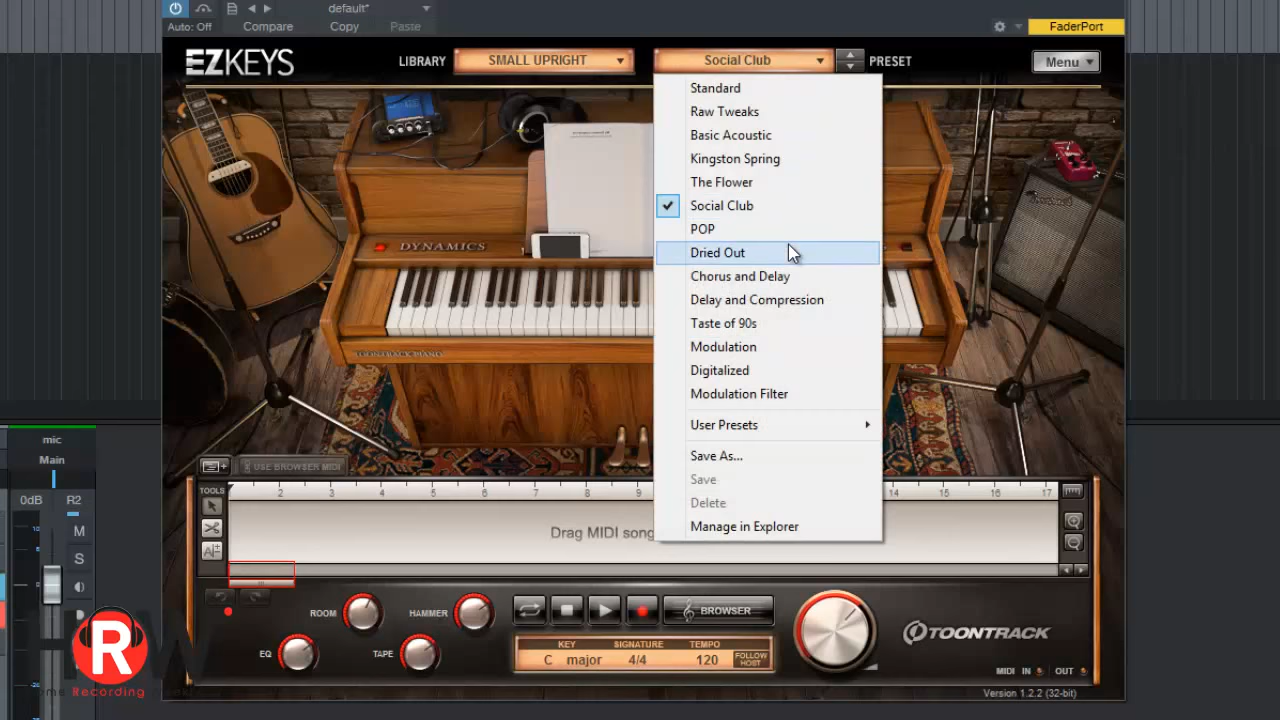 default*
Auto: Off
Compare
Copy
Paste
FaderPort
EZKEYS
LIBRARY
SMALL UPRIGHT
Social Club
PRESET
Menu
Standard
Raw Tweaks
Basic Acoustic
Kingston Spring
The Flower
Social Club
POP
Dried Out
Chorus and Delay
Delay and Compression
Taste of 90s
Modulation
Digitalized
Modulation Filter
User Presets
Save As...
Save
Delete
Manage in Explorer
DYNAMICS
TOONTRACK PIANO
USE BROWSER MIDI
TOOLS
2 3 4 5 6 7 8 9 14 15 16 17
Drag MIDI song
mic
Main
0dB R2
M
S
ROOM
HAMMER
EQ
TAPE
BROWSER
KEY SIGNATURE TEMPO
C major 4/4 120 FOLLOW HOST
TOONTRACK
MIDI IN OUT
Version 1.2.2 (32-bit)
R
Recording